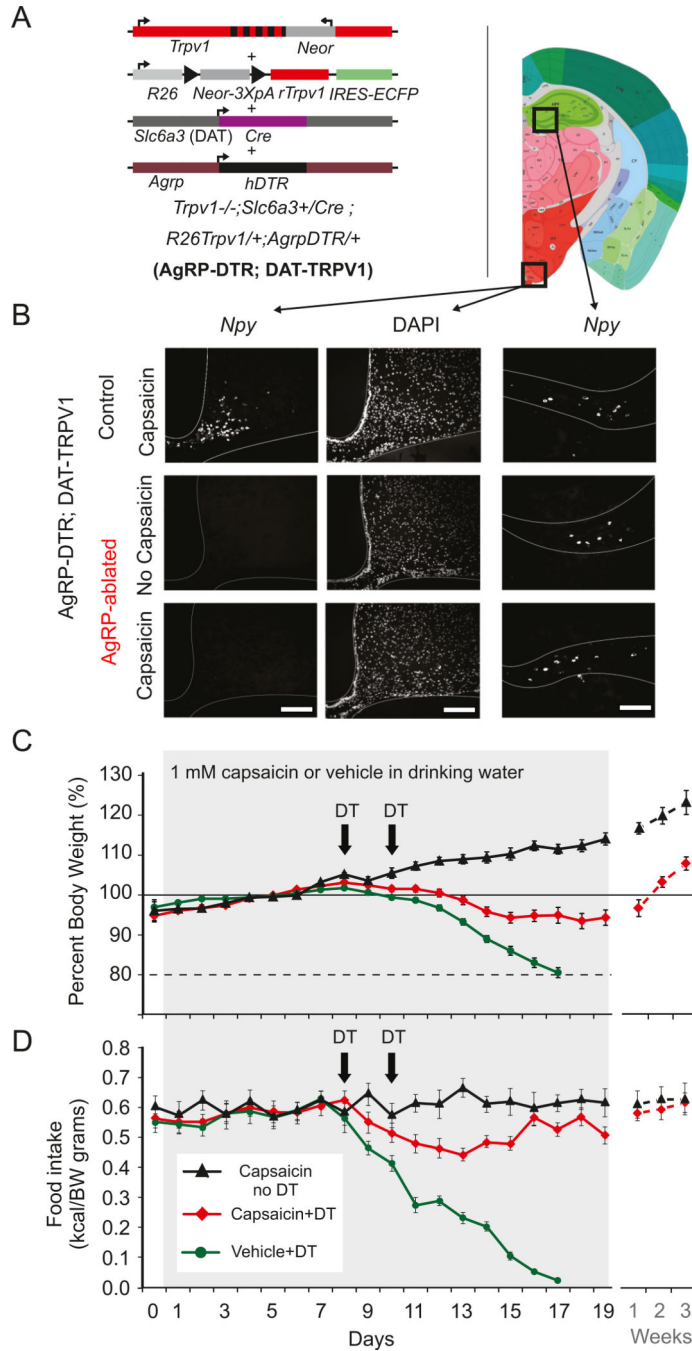 A
Trpv1
Neor
+
R26
Neor-3XpA
rTrpv1
IRES-ECFP
+
Slc6a3 (DAT)
Cre
+
Agrp
hDTR
Trpv1-/-;Slc6a3+/Cre ;
R26Trpv1/+;AgrpDTR/+
(AgRP-DTR; DAT-TRPV1)
B
Npy
DAPI
Npy
AgRP-DTR; DAT-TRPV1
Control
Capsaicin
AgRP-ablated
No Capsaicin
Capsaicin
C
1 mM capsaicin or vehicle in drinking water
DT
DT
Percent Body Weight (%)
130
120
110
100
90
80
D
DT
DT
Food intake
(kcal/BW grams)
0.8
0.7
0.6
0.5
0.4
0.3
0.2
0.1
0.0
Capsaicin
no DT
Capsaicin+DT
Vehicle+DT
0 1 3 5 7 9 11 13 15 17 19
1 2 3
Days
Weeks